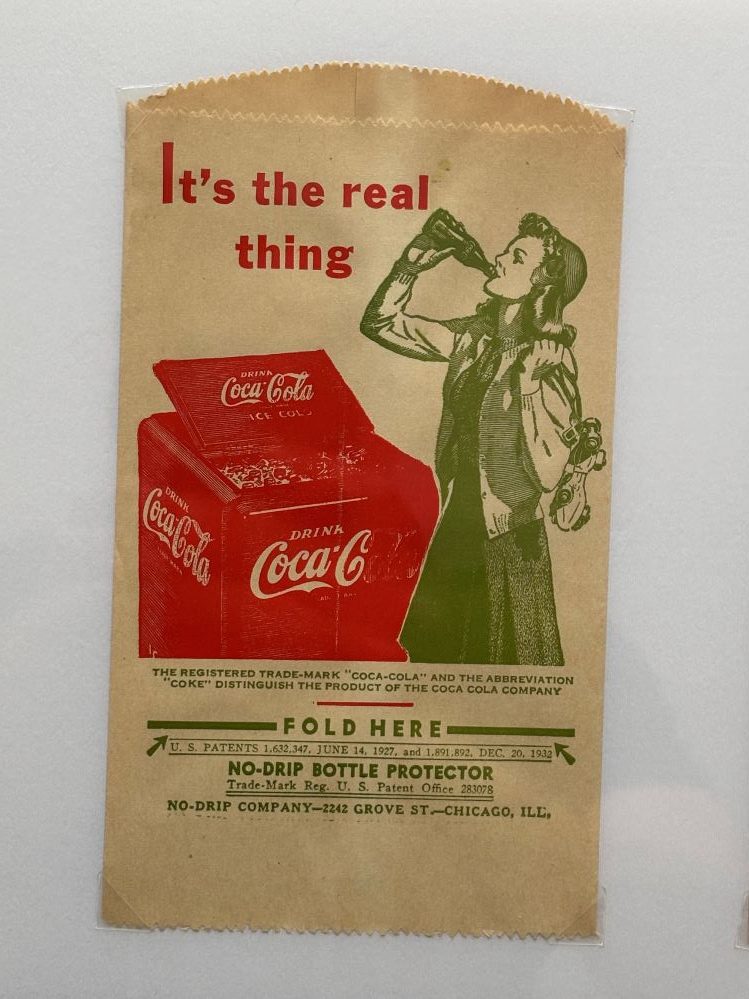 It's the real
thing
DRINK
Coca-Cola
ICE COL
DRINK
Coca-Cola
DRINK
Coca-C
THE REGISTERED TRADE-MARK "COCA-COLA" AND THE ABBREVIATION
"COKE" DISTINGUISH THE PRODUCT OF THE COCA COLA COMPANY
FOLD HERE
U. S. PATENTS 1,632,347, JUNE 14, 1927, and 1,891,892, DEC. 20, 1932
NO-DRIP BOTTLE PROTECTOR
Trade-Mark Reg. U. S. Patent Office 283078
NO-DRIP COMPANY—2242 GROVE ST.—CHICAGO, ILL.